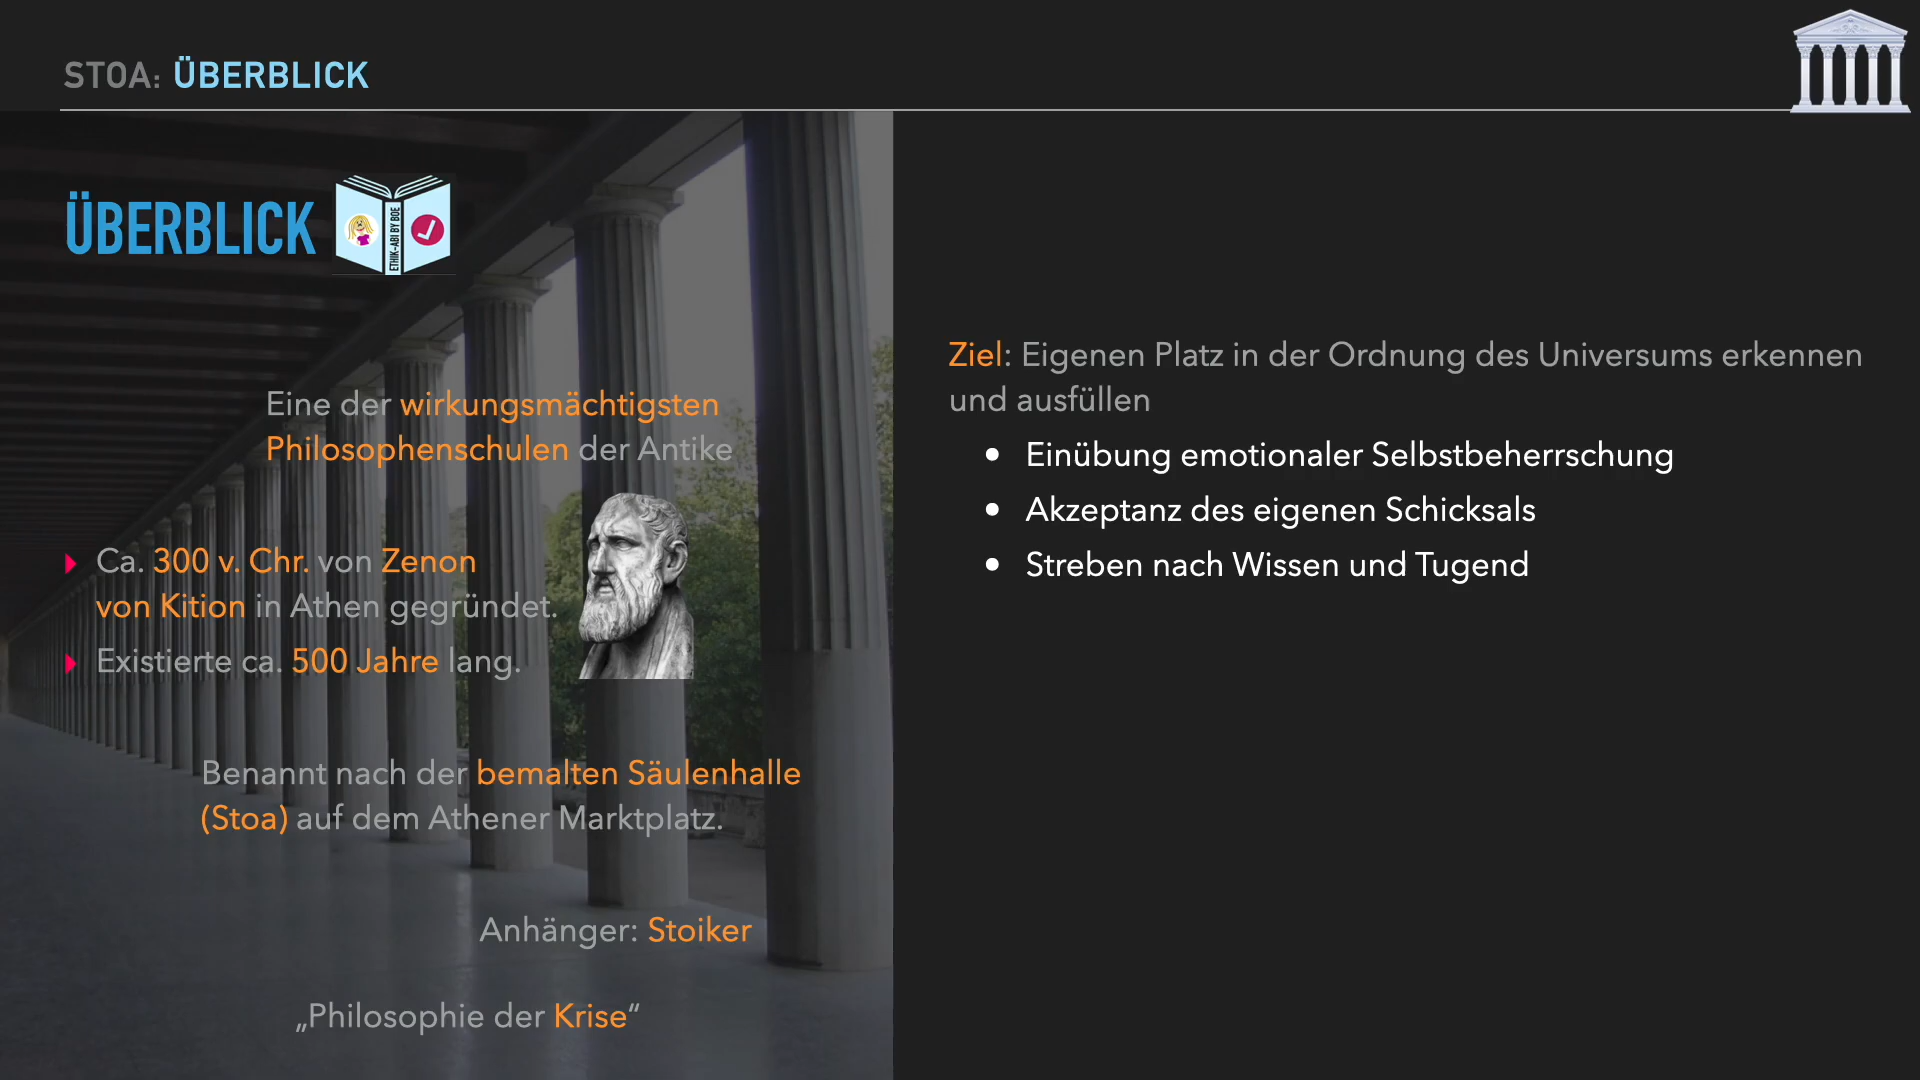 STOA: ÜBERBLICK
ÜBERBLICK
ETHIK-ABI BY BOE
Eine der wirkungsmächtigsten
Philosophenschulen der Antike
Ca. 300 v. Chr. von Zenon
von Kition in Athen gegründet.
Existierte ca. 500 Jahre lang.
Benannt nach der bemalten Säulenhalle
(Stoa) auf dem Athener Marktplatz.
Anhänger: Stoiker
„Philosophie der Krise“
Ziel: Eigenen Platz in der Ordnung des Universums erkennen
und ausfüllen
• Einübung emotionaler Selbstbeherrschung
• Akzeptanz des eigenen Schicksals
• Streben nach Wissen und Tugend